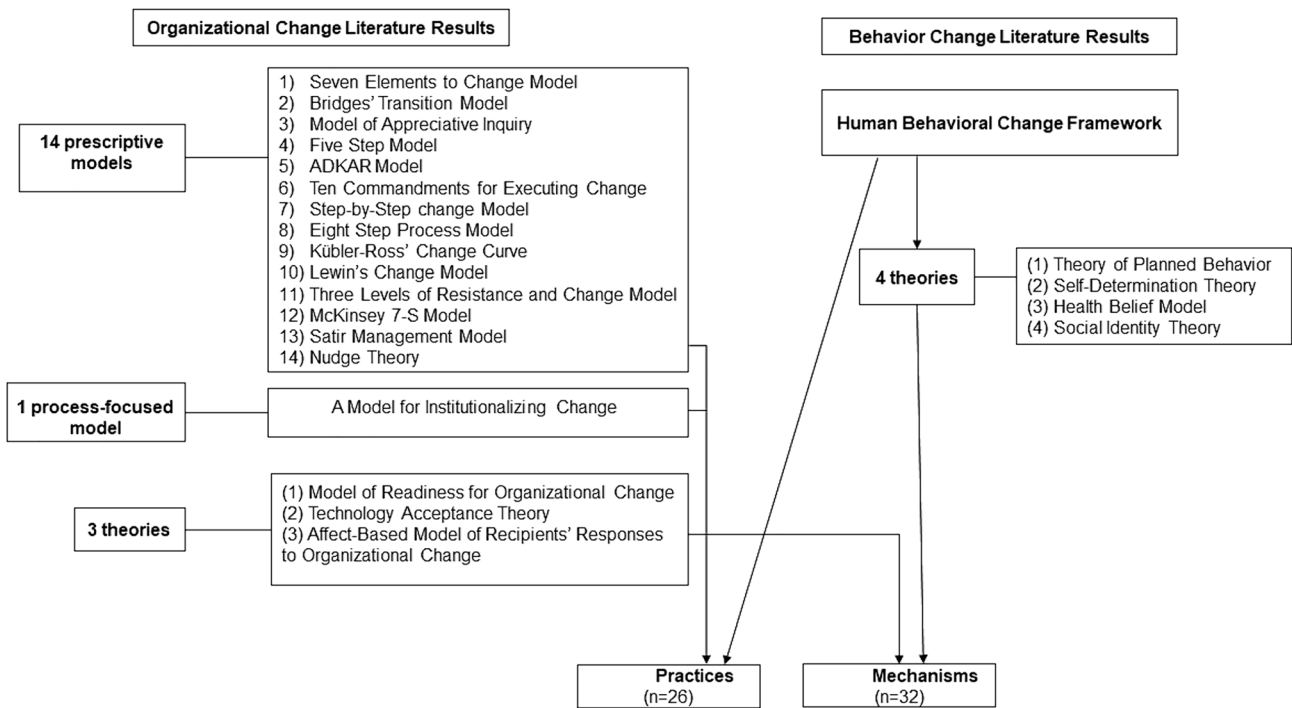 Organizational Change Literature Results
Behavior Change Literature Results
14 prescriptive
models
1) Seven Elements to Change Model
2) Bridges' Transition Model
3) Model of Appreciative Inquiry
4) Five Step Model
5) ADKAR Model
6) Ten Commandments for Executing Change
7) Step-by-Step change Model
8) Eight Step Process Model
9) Kübler-Ross' Change Curve
10) Lewin's Change Model
11) Three Levels of Resistance and Change Model
12) McKinsey 7-S Model
13) Satir Management Model
14) Nudge Theory
1 process-focused
model
A Model for Institutionalizing Change
3 theories
(1) Model of Readiness for Organizational Change
(2) Technology Acceptance Theory
(3) Affect-Based Model of Recipients' Responses
to Organizational Change
Human Behavioral Change Framework
4 theories
(1) Theory of Planned Behavior
(2) Self-Determination Theory
(3) Health Belief Model
(4) Social Identity Theory
Practices
(n=26)
Mechanisms
(n=32)